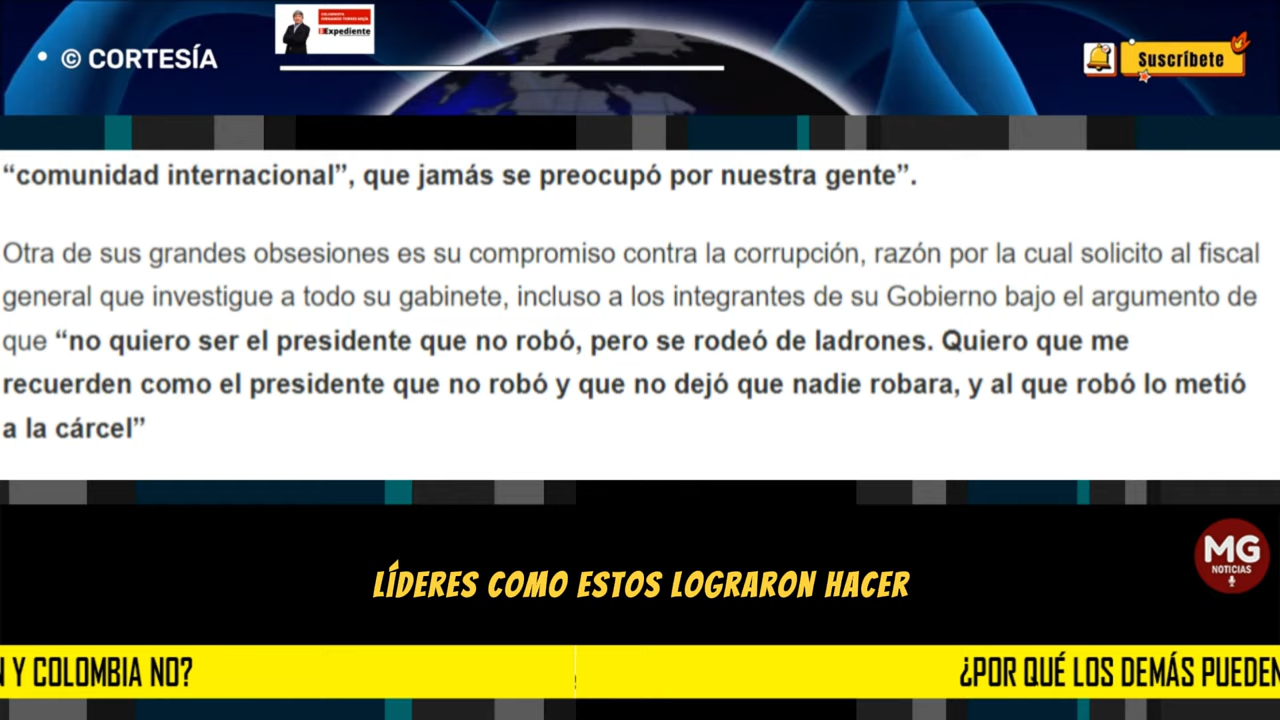 • © CORTESÍA
Expediente
Suscríbete
“comunidad internacional”, que jamás se preocupó por nuestra gente”.
Otra de sus grandes obsesiones es su compromiso contra la corrupción, razón por la cual solicito al fiscal
general que investigue a todo su gabinete, incluso a los integrantes de su Gobierno bajo el argumento de
que “no quiero ser el presidente que no robó, pero se rodeó de ladrones. Quiero que me
recuerden como el presidente que no robó y que no dejó que nadie robara, y al que robó lo metió
a la cárcel”
MG
NOTICIAS
LÍDERES COMO ESTOS LOGRARON HACER
N Y COLOMBIA NO?
¿POR QUÉ LOS DEMÁS PUEDEN